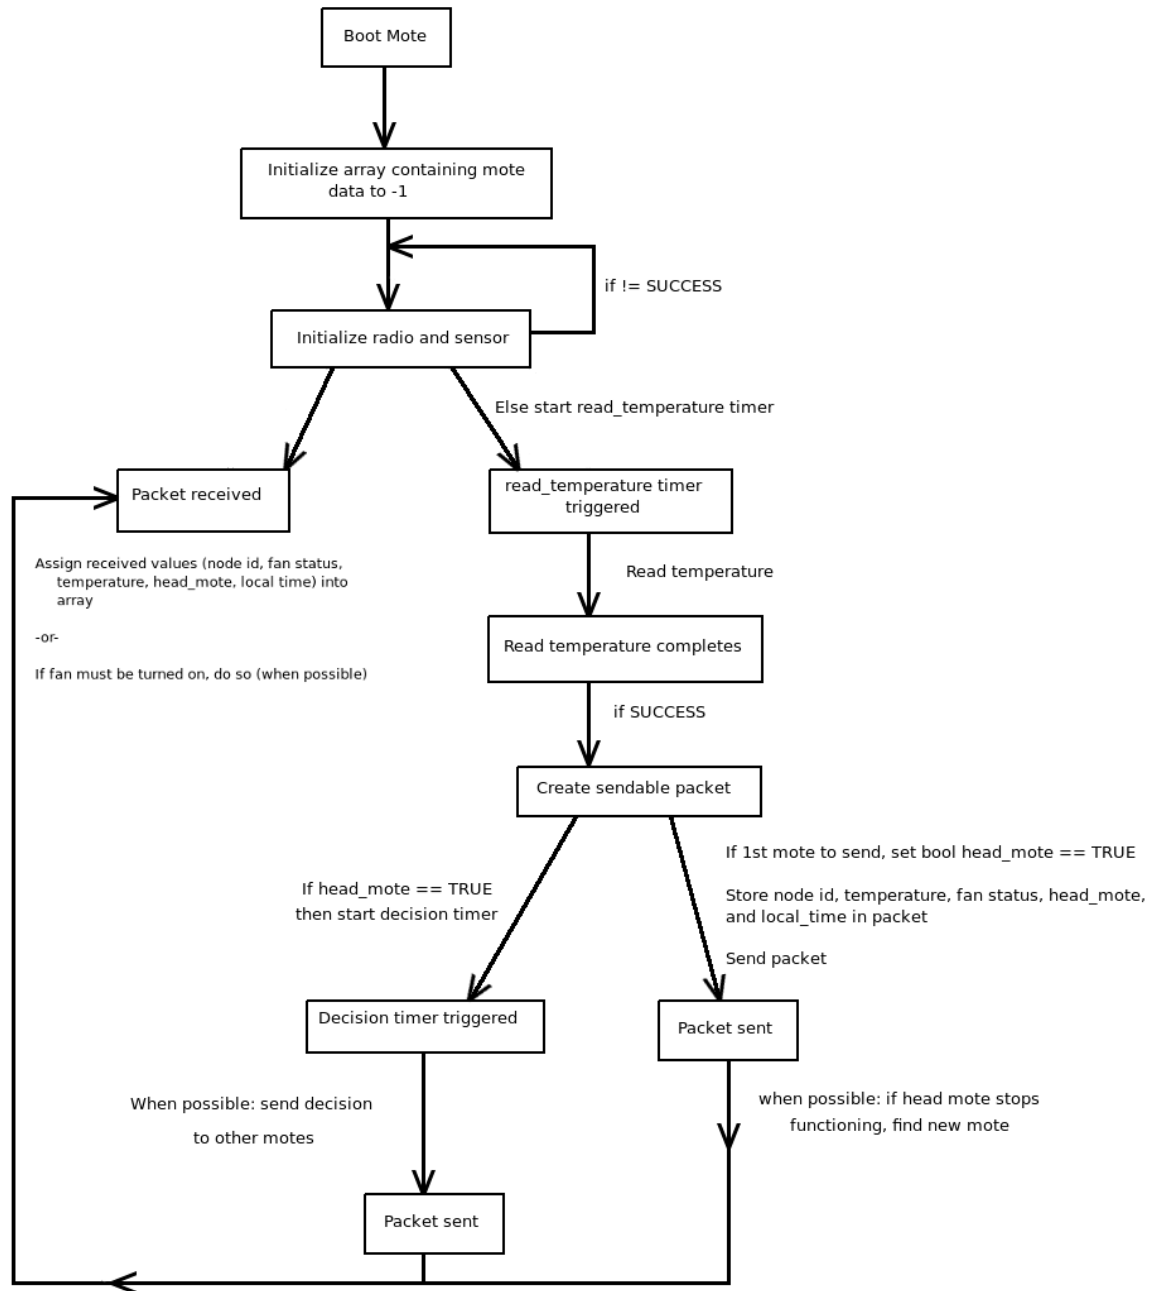 Boot Mote
Initialize array containing mote
data to -1
if != SUCCESS
Initialize radio and sensor
Else start read_temperature timer
Packet received
read_temperature timer
triggered
Assign received values (node id, fan status,
temperature, head_mote, local time) into
array
-or-
If fan must be turned on, do so (when possible)
Read temperature
Read temperature completes
if SUCCESS
Create sendable packet
If head_mote == TRUE
then start decision timer
If 1st mote to send, set bool head_mote == TRUE
Store node id, temperature, fan status, head_mote,
and local_time in packet
Send packet
Decision timer triggered
Packet sent
When possible: send decision
to other motes
when possible: if head mote stops
functioning, find new mote
Packet sent